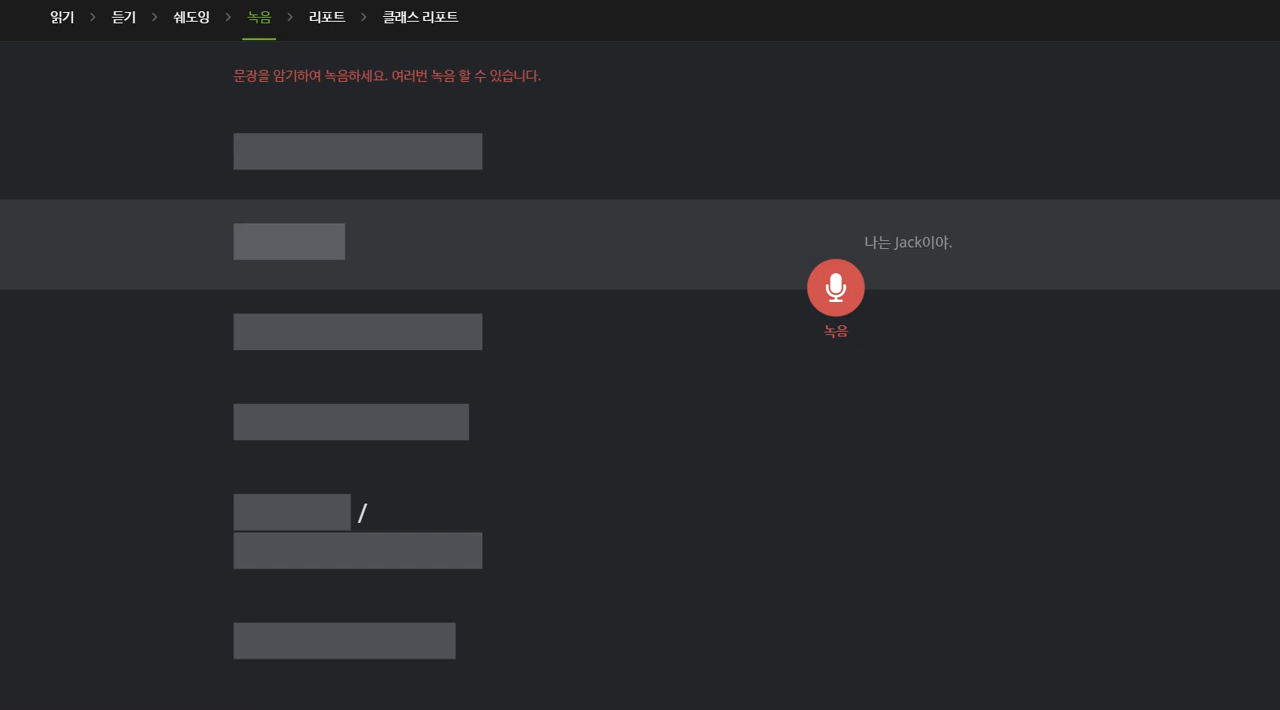 읽기 > 듣기 > 쉐도잉 > 녹음 > 리포트 > 클래스 리포트
문장을 암기하여 녹음하세요. 여러번 녹음 할 수 있습니다.
나는 Jack이야.
녹음
/